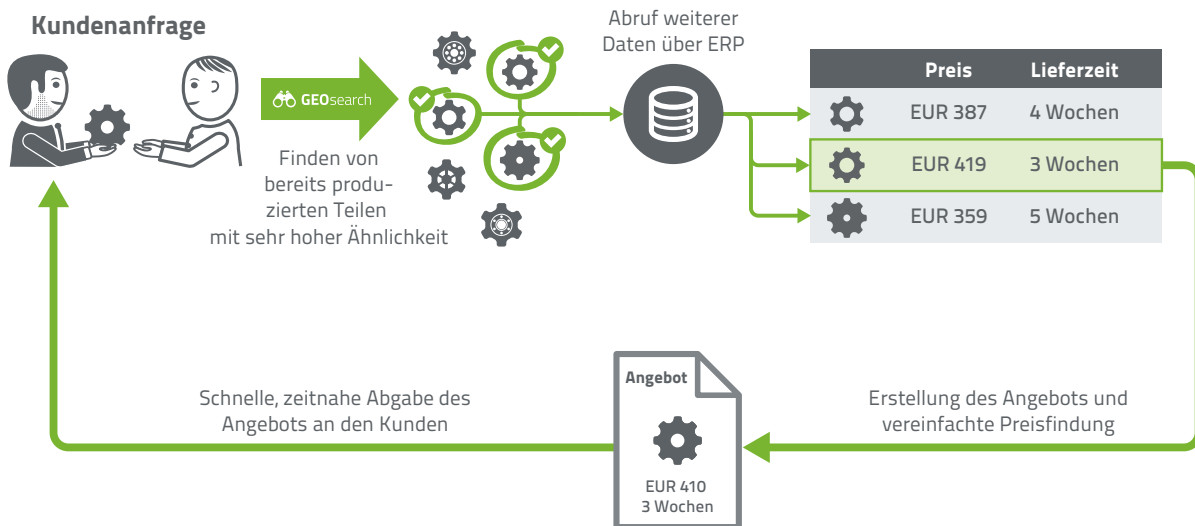 Kundenanfrage
GEOsearch
Finden von
bereits produ-
zierten Teilen
mit sehr hoher Ähnlichkeit
Abruf weiterer
Daten über ERP
Preis Lieferzeit
EUR 387 4 Wochen
EUR 419 3 Wochen
EUR 359 5 Wochen
Erstellung des Angebots und
vereinfachte Preisfindung
Angebot
EUR 410
3 Wochen
Schnelle, zeitnahe Abgabe des
Angebots an den Kunden